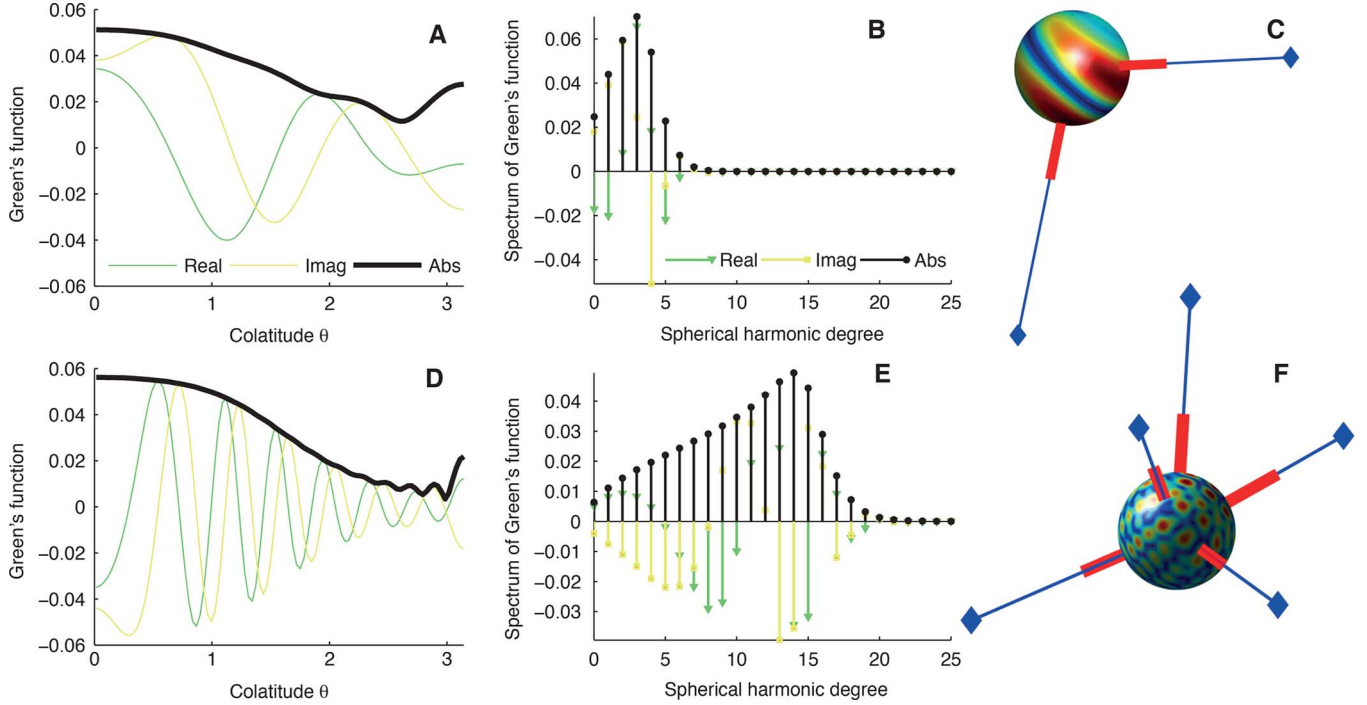 A
0.06
0.04
0.02
0
−0.02
−0.04
−0.06
Green's function
Real
Imag
Abs
0
1
2
3
Colatitude θ
B
0.06
0.04
0.02
0
−0.02
−0.04
Spectrum of Green's function
Real
Imag
Abs
0
5
10
15
20
25
Spherical harmonic degree
C
D
0.06
0.04
0.02
0
−0.02
−0.04
−0.06
Green's function
0
1
2
3
Colatitude θ
E
0.04
0.03
0.02
0.01
0
−0.01
−0.02
−0.03
Spectrum of Green's function
0
5
10
15
20
25
Spherical harmonic degree
F